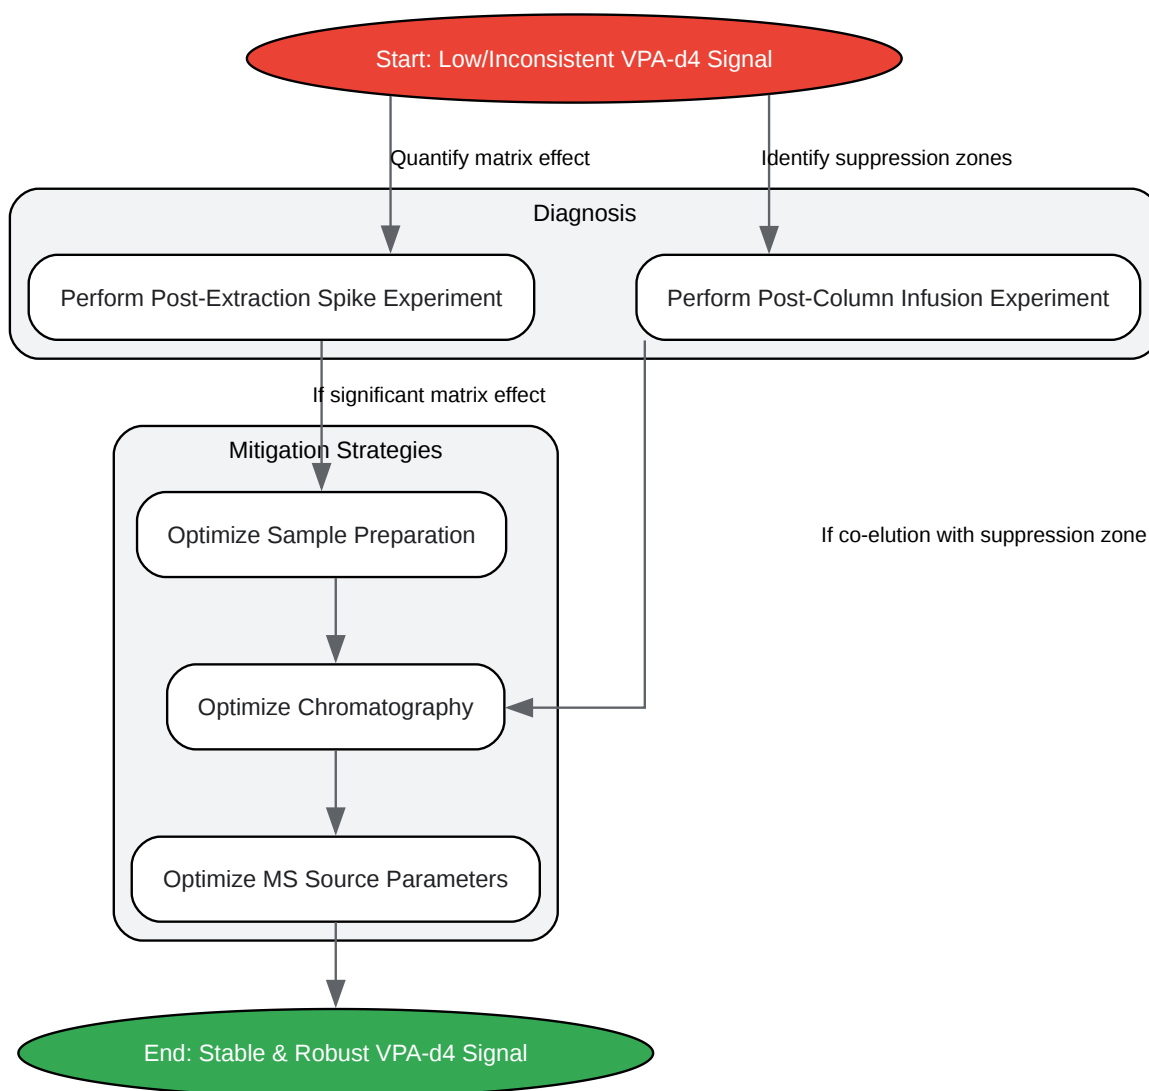 Start: Low/Inconsistent VPA-d4 Signal
Quantify matrix effect
Identify suppression zones
Diagnosis
Perform Post-Extraction Spike Experiment
Perform Post-Column Infusion Experiment
If significant matrix effect
Mitigation Strategies
Optimize Sample Preparation
If co-elution with suppression zone
Optimize Chromatography
Optimize MS Source Parameters
End: Stable & Robust VPA-d4 Signal